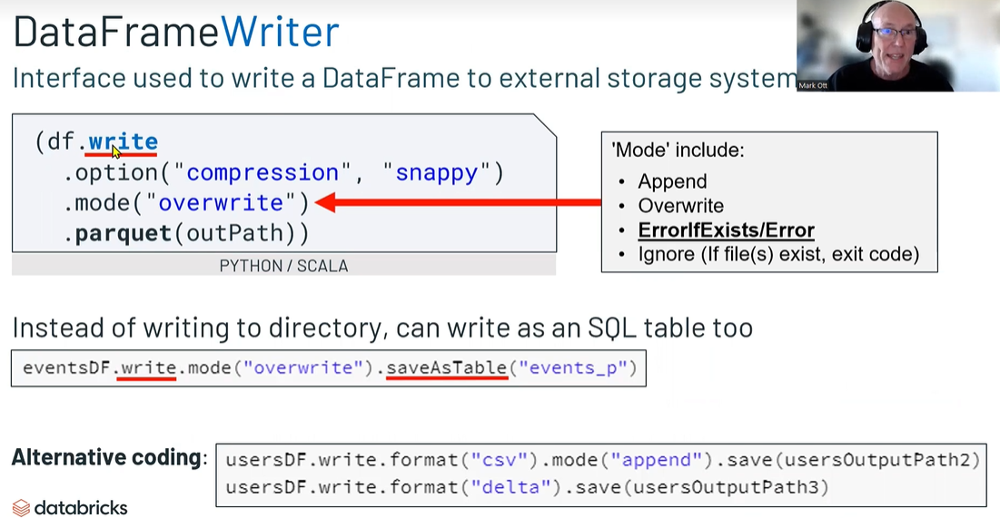 DataFrameWriter
Interface used to write a DataFrame to external storage system
Mark Ott
(df.write
.option("compression", "snappy")
.mode("overwrite")
.parquet(outPath))
PYTHON / SCALA
'Mode' include:
• Append
• Overwrite
• ErrorIfExists/Error
• Ignore (If file(s) exist, exit code)
Instead of writing to directory, can write as an SQL table too
eventsDF.write.mode("overwrite").saveAsTable("events_p")
Alternative coding:
usersDF.write.format("csv").mode("append").save(usersOutputPath2)
usersDF.write.format("delta").save(usersOutputPath3)
databricks